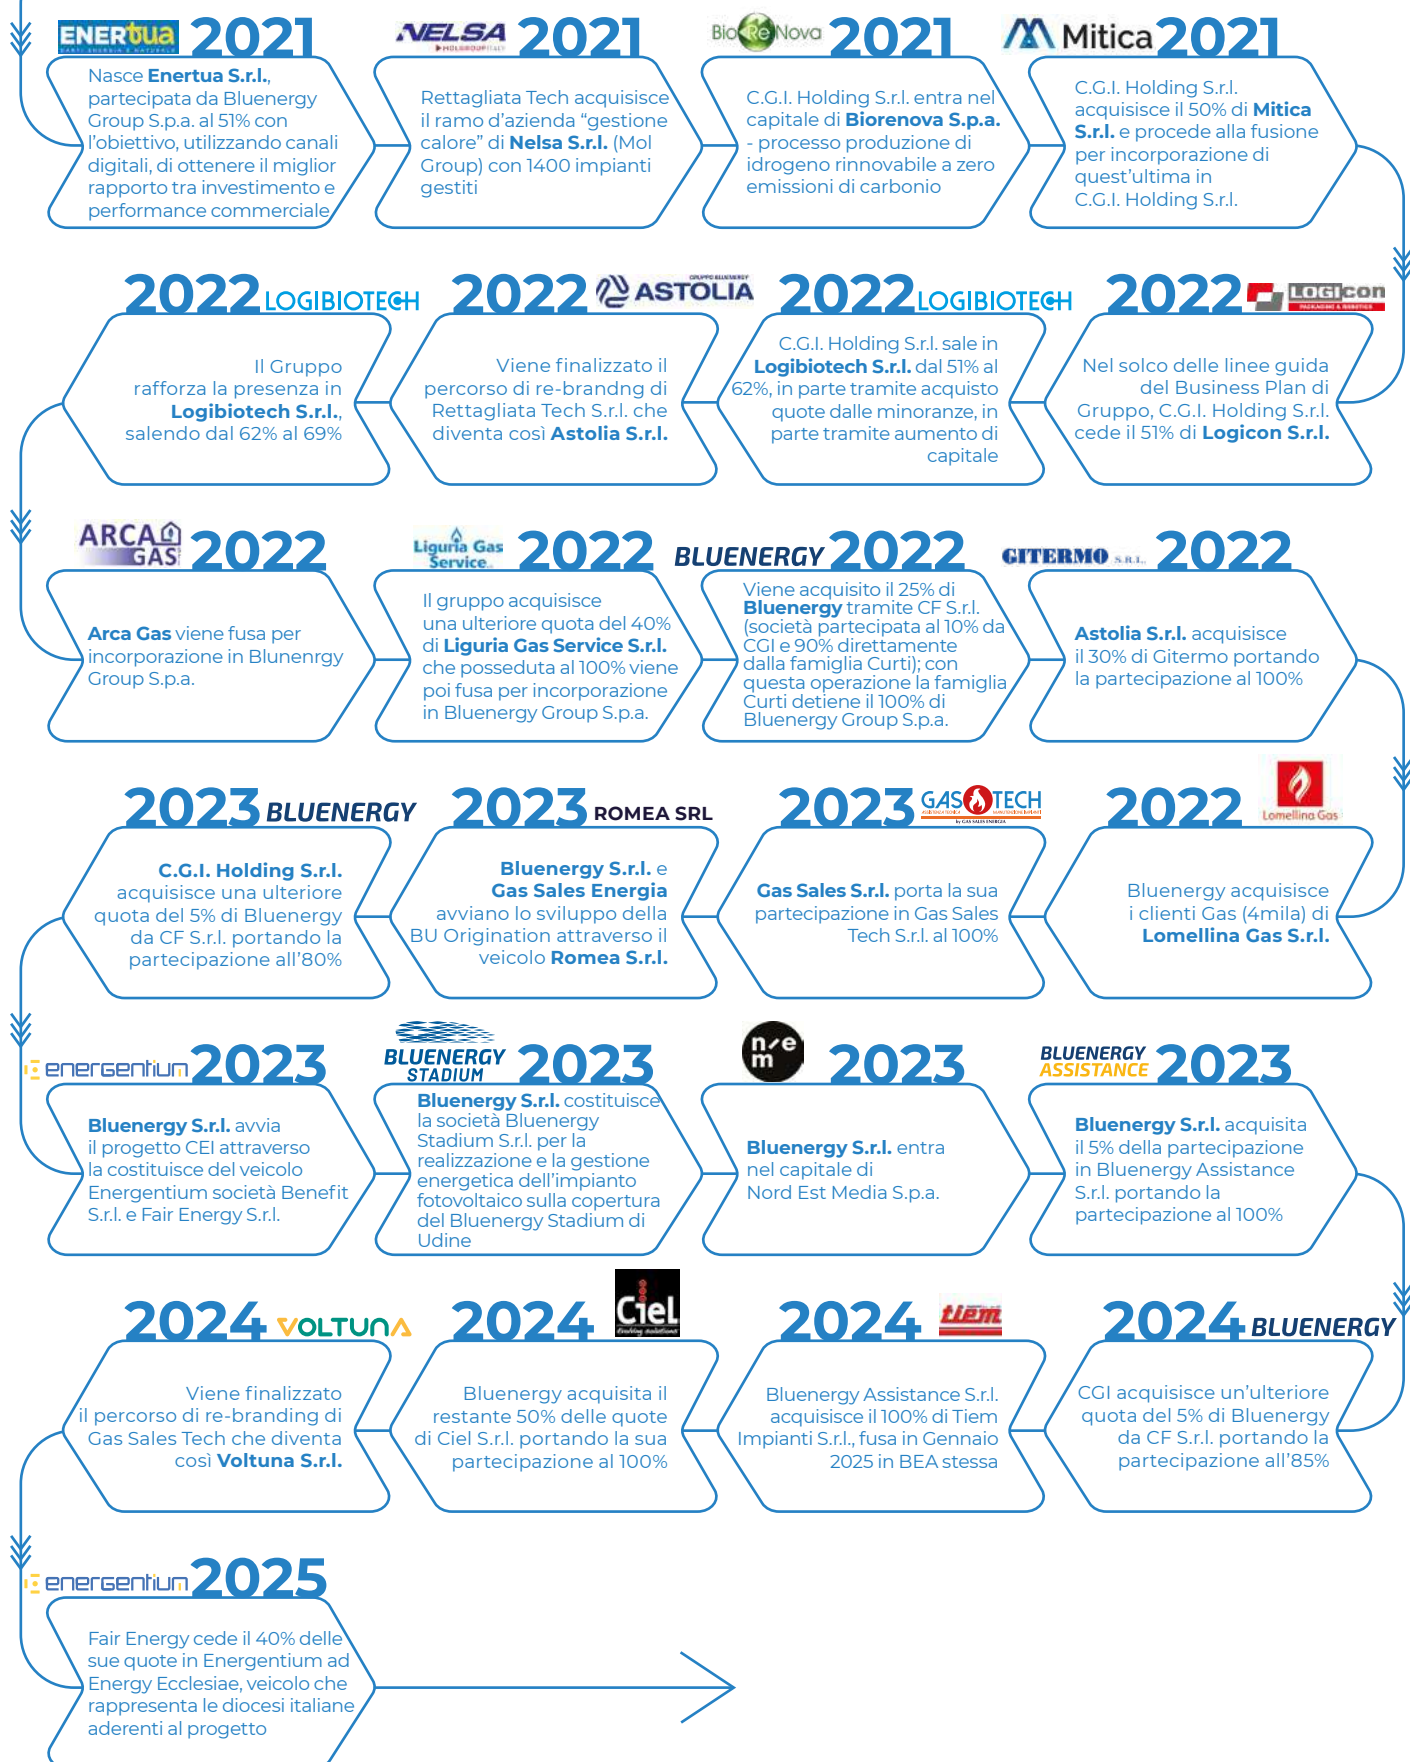 ENERTUA 2021
Nasce Enertua S.r.l.,
partecipata da Bluenergy
Group S.p.a. al 51% con
l'obiettivo, utilizzando canali
digitali, di ottenere il miglior
rapporto tra investimento e
performance commerciale
NELSA 2021
MOLGROUPITALY
Rettagliata Tech acquisisce
il ramo d'azienda “gestione
calore” di Nelsa S.r.l. (Mol
Group) con 1400 impianti
gestiti
BioReNova 2021
C.G.I. Holding S.r.l. entra nel
capitale di Biorenova S.p.a.
- processo produzione di
idrogeno rinnovabile a zero
emissioni di carbonio
Mitica 2021
C.G.I. Holding S.r.l.
acquisisce il 50% di Mitica
S.r.l. e procede alla fusione
per incorporazione di
quest'ultima in
C.G.I. Holding S.r.l.
2022 LOGIcon
PACKAGING & ROBOTICS
Nel solco delle linee guida
del Business Plan di
Gruppo, C.G.I. Holding S.r.l.
cede il 51% di Logicon S.r.l.
2022 LOGIBIOTECH
C.G.I. Holding S.r.l. sale in
Logibiotech S.r.l. dal 51% al
62%, in parte tramite acquisto
quote dalle minoranze, in
parte tramite aumento di
capitale
GRUPPO BLUENERGY
2022 ASTOLIA
Viene finalizzato il
percorso di re-brandng di
Rettagliata Tech S.r.l. che
diventa così Astolia S.r.l.
2022 LOGIBIOTECH
Il Gruppo
rafforza la presenza in
Logibiotech S.r.l.,
salendo dal 62% al 69%
ARCA
GAS 2022
Arca Gas viene fusa per
incorporazione in Blunenrgy
Group S.p.a.
Liguria Gas
Service 2022
Il gruppo acquisisce
una ulteriore quota del 40%
di Liguria Gas Service S.r.l.
che posseduta al 100% viene
poi fusa per incorporazione
in Bluenergy Group S.p.a.
BLUENERGY 2022
Viene acquisito il 25% di
Bluenergy tramite CF S.r.l.
(società partecipata al 10% da
CGI e 90% direttamente
dalla famiglia Curti); con
questa operazione la famiglia
Curti detiene il 100% di
Bluenergy Group S.p.a.
GITERMO S.R.L. 2022
Astolia S.r.l. acquisisce
il 30% di Gitermo portando
la partecipazione al 100%
2022 Lomellina Gas
Bluenergy acquisisce
i clienti Gas (4mila) di
Lomellina Gas S.r.l.
2023 GAS TECH
by GAS SALES ENERGIA
Gas Sales S.r.l. porta la sua
partecipazione in Gas Sales
Tech S.r.l. al 100%
2023 ROMEA SRL
Bluenergy S.r.l. e
Gas Sales Energia
avviano lo sviluppo della
BU Origination attraverso il
veicolo Romea S.r.l.
2023 BLUENERGY
C.G.I. Holding S.r.l.
acquisisce una ulteriore
quota del 5% di Bluenergy
da CF S.r.l. portando la
partecipazione all'80%
energentium 2023
Bluenergy S.r.l. avvia
il progetto CEI attraverso
la costituisce del veicolo
Energentium società Benefit
S.r.l. e Fair Energy S.r.l.
BLUENERGY
STADIUM 2023
Bluenergy S.r.l. costituisce
la società Bluenergy
Stadium S.r.l. per la
realizzazione e la gestione
energetica dell'impianto
fotovoltaico sulla copertura
del Bluenergy Stadium di
Udine
n/e
m 2023
Bluenergy S.r.l. entra
nel capitale di
Nord Est Media S.p.a.
BLUENERGY
ASSISTANCE 2023
Bluenergy S.r.l. acquisita
il 5% della partecipazione
in Bluenergy Assistance
S.r.l. portando la
partecipazione al 100%
2024 BLUENERGY
CGI acquisisce un'ulteriore
quota del 5% di Bluenergy
da CF S.r.l. portando la
partecipazione all'85%
2024 tiem
Bluenergy Assistance S.r.l.
acquisisce il 100% di Tiem
Impianti S.r.l., fusa in Gennaio
2025 in BEA stessa
2024 Ciel
Bluenergy acquisita il
restante 50% delle quote
di Ciel S.r.l. portando la sua
partecipazione al 100%
2024 VOLTUNA
Viene finalizzato
il percorso di re-branding di
Gas Sales Tech che diventa
così Voltuna S.r.l.
energentium 2025
Fair Energy cede il 40% delle
sue quote in Energentium ad
Energy Ecclesiae, veicolo che
rappresenta le diocesi italiane
aderenti al progetto